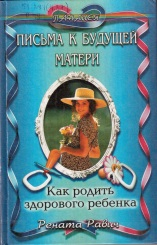 ПИСЬМА К БУДУЩЕЙ
МАТЕРИ
Как родить
здорового ребенка
Рената Равич